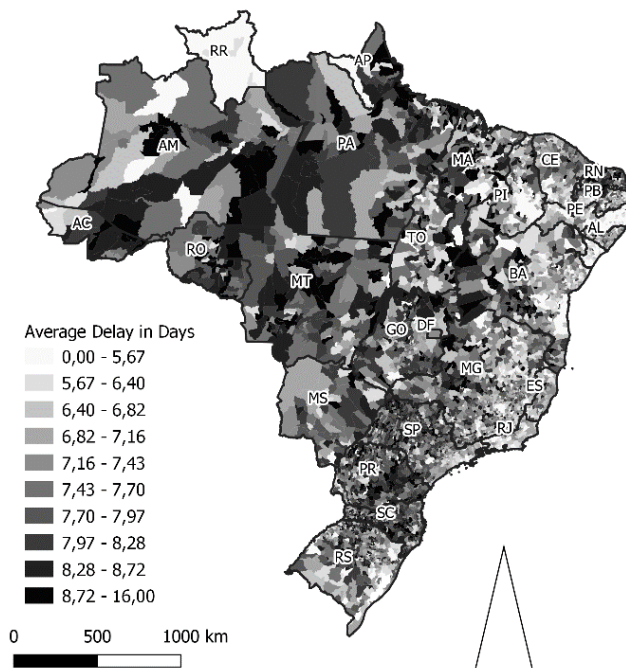 RR
AP
AM
PA
MA
CE
RN
PB
PI
PE
AL
AC
TO
RO
BA
MT
GO
DF
Average Delay in Days
0,00 - 5,67
5,67 - 6,40
6,40 - 6,82
6,82 - 7,16
7,16 - 7,43
7,43 - 7,70
7,70 - 7,97
7,97 - 8,28
8,28 - 8,72
8,72 - 16,00
MG
ES
MS
SP
RJ
PR
SC
RS
0 500 1000 km